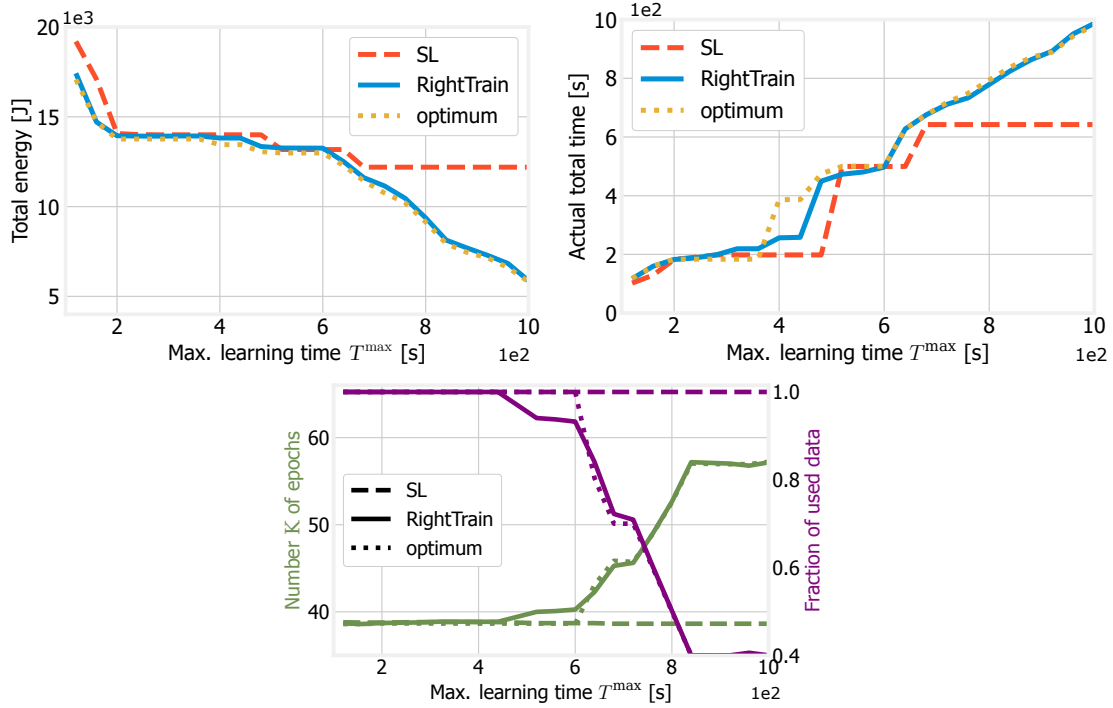 1e3
20
15
10
5
Total energy [J]
SL
RightTrain
optimum
2
4
6
8
10
Max. learning time T^max [s]
1e2
1e2
10
8
6
4
2
0
Actual total time [s]
SL
RightTrain
optimum
2
4
6
8
10
Max. learning time T^max [s]
1e2
60
50
40
Number K of epochs
SL
RightTrain
optimum
1.0
0.8
0.6
0.4
Fraction of used data
2
4
6
8
10
Max. learning time T^max [s]
1e2